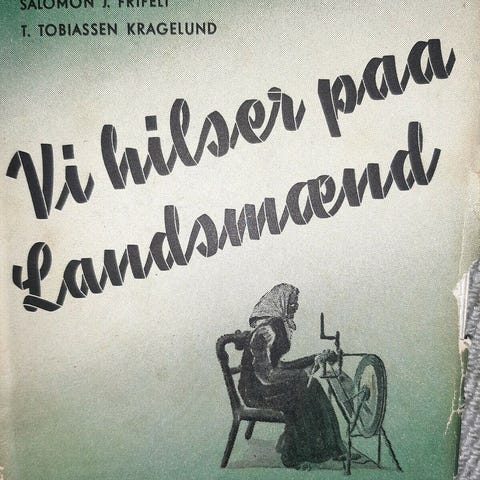 SALOMON J. FRIFELT
T. TOBIASSEN KRAGELUND
Vi hilser paa
Landsmænd